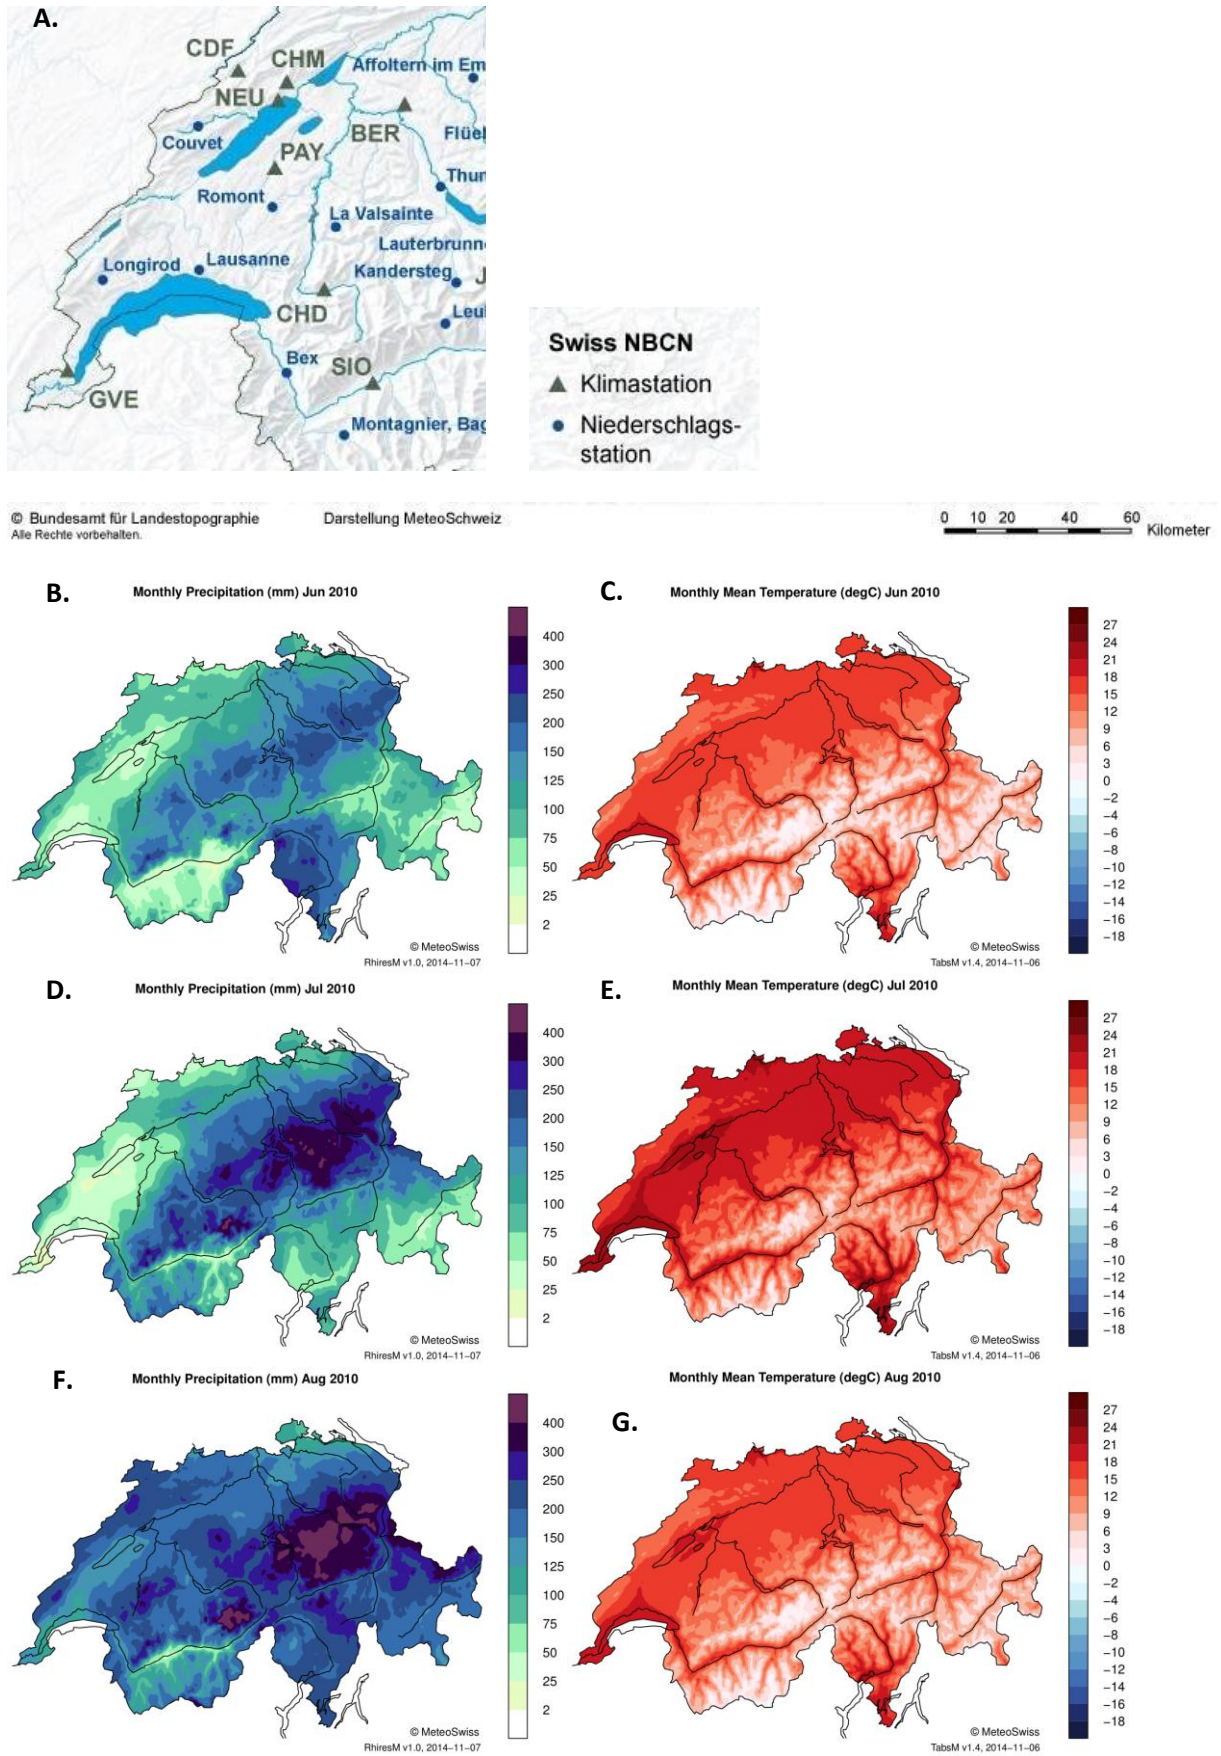 A.
CDF
CHM
Affoltern im Em
NEU
BER
Couvet
Flüel
PAY
Thun
Romont
La Valsainte
Lauterbrunn
Longirod
Lausanne
Kandersteg
J
CHD
Leu
Bex
SIO
GVE
Montagnier, Bag
Swiss NBCN
Klimastation
Niederschlags-
station
© Bundesamt für Landestopographie
Darstellung MeteoSchweiz
Alle Rechte vorbehalten.
0 10 20 40 60 Kilometer
B.
Monthly Precipitation (mm) Jun 2010
400
300
250
200
150
125
100
75
50
25
2
© MeteoSwiss
RhiresM v1.0, 2014−11−07
C.
Monthly Mean Temperature (degC) Jun 2010
27
24
21
18
15
12
9
6
3
0
−2
−4
−6
−8
−10
−12
−14
−16
−18
© MeteoSwiss
TabsM v1.4, 2014−11−06
D.
Monthly Precipitation (mm) Jul 2010
400
300
250
200
150
125
100
75
50
25
2
© MeteoSwiss
RhiresM v1.0, 2014−11−07
E.
Monthly Mean Temperature (degC) Jul 2010
27
24
21
18
15
12
9
6
3
0
−2
−4
−6
−8
−10
−12
−14
−16
−18
© MeteoSwiss
TabsM v1.4, 2014−11−06
F.
Monthly Precipitation (mm) Aug 2010
400
300
250
200
150
125
100
75
50
25
2
© MeteoSwiss
RhiresM v1.0, 2014−11−07
G.
Monthly Mean Temperature (degC) Aug 2010
27
24
21
18
15
12
9
6
3
0
−2
−4
−6
−8
−10
−12
−14
−16
−18
© MeteoSwiss
TabsM v1.4, 2014−11−06